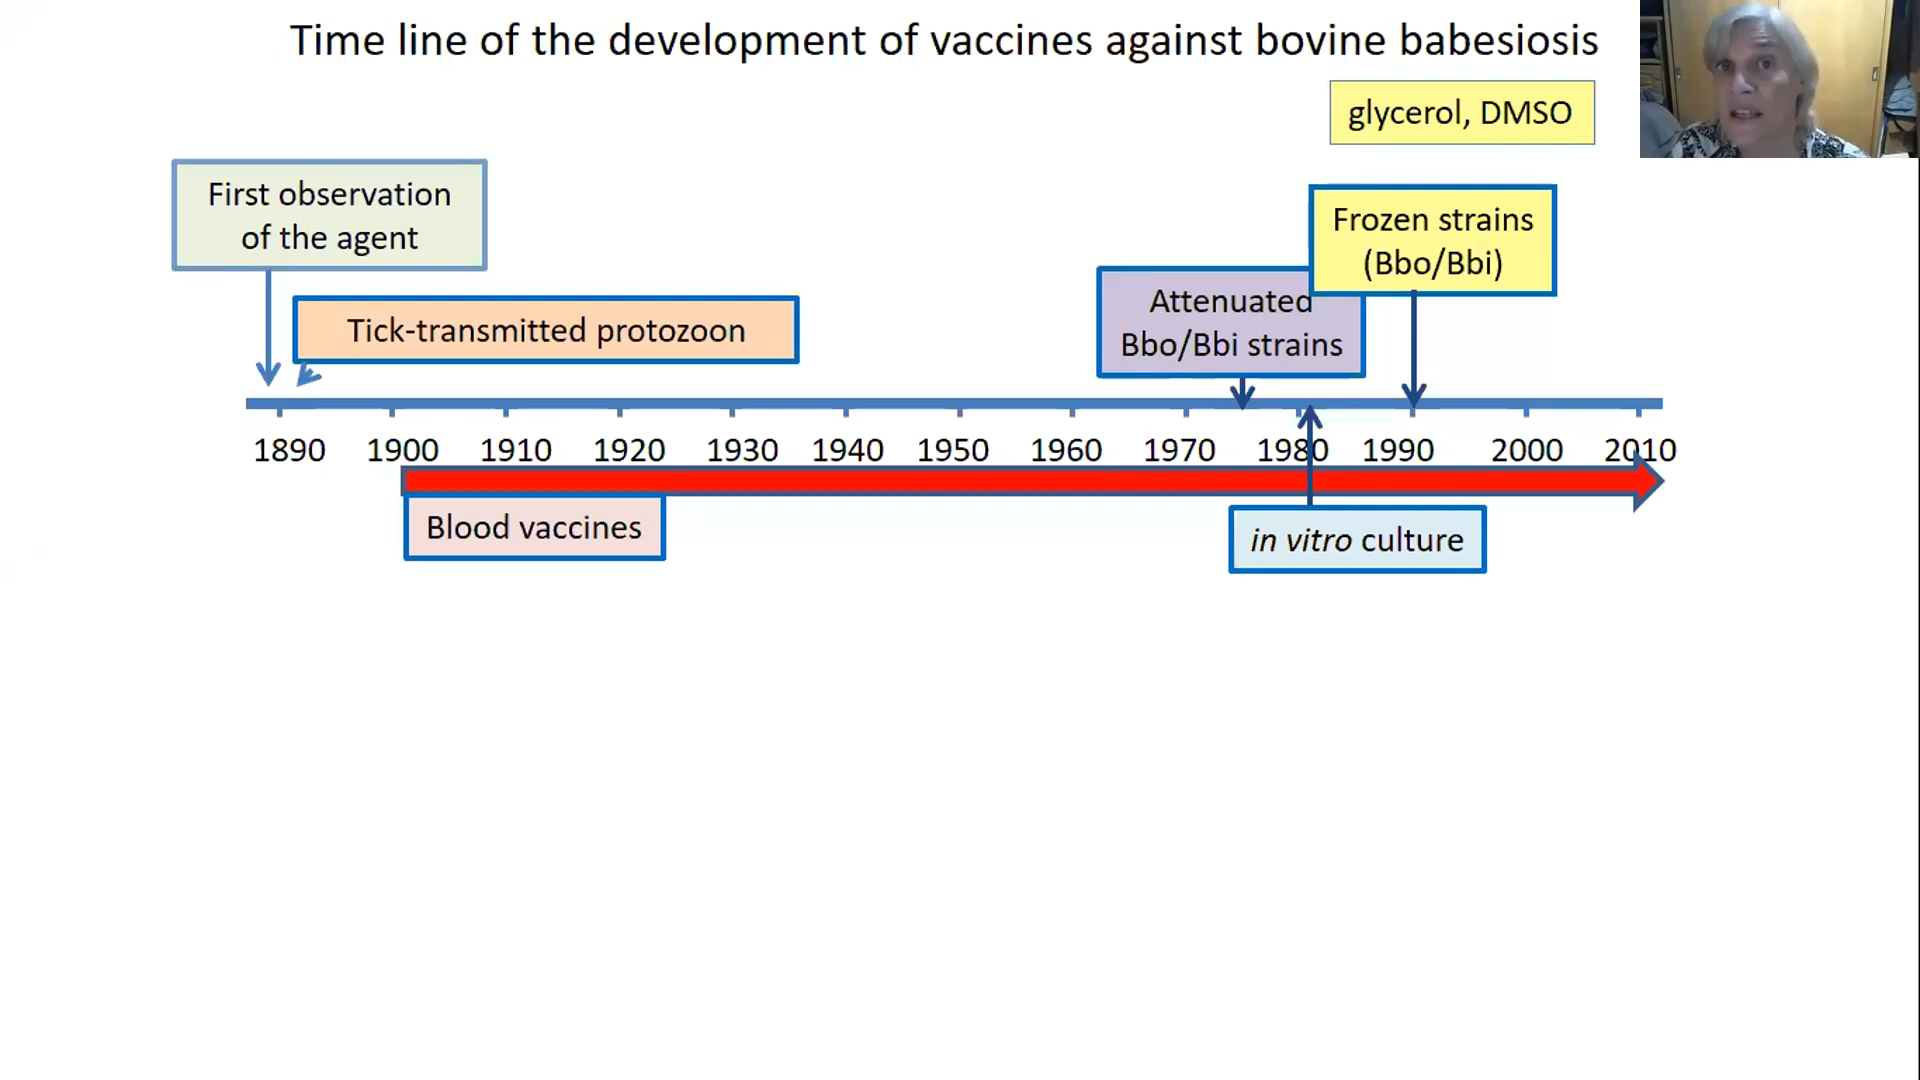 Time line of the development of vaccines against bovine babesiosis
glycerol, DMSO
First observation
of the agent
Frozen strains
(Bbo/Bbi)
Tick-transmitted protozoon
Attenuated
Bbo/Bbi strains
1890 1900 1910 1920 1930 1940 1950 1960 1970 1980 1990 2000 2010
Blood vaccines
in vitro culture